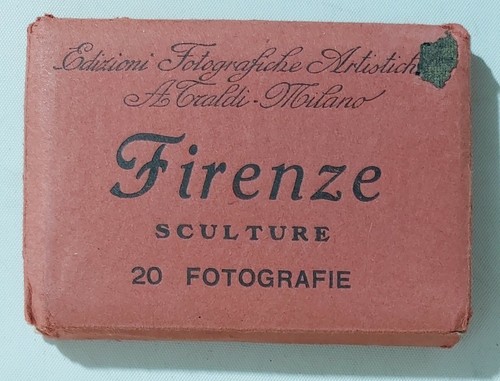 Edizioni Fotografiche Artistich
A. Traldi - Milano
Firenze
SCULTURE
20 FOTOGRAFIE